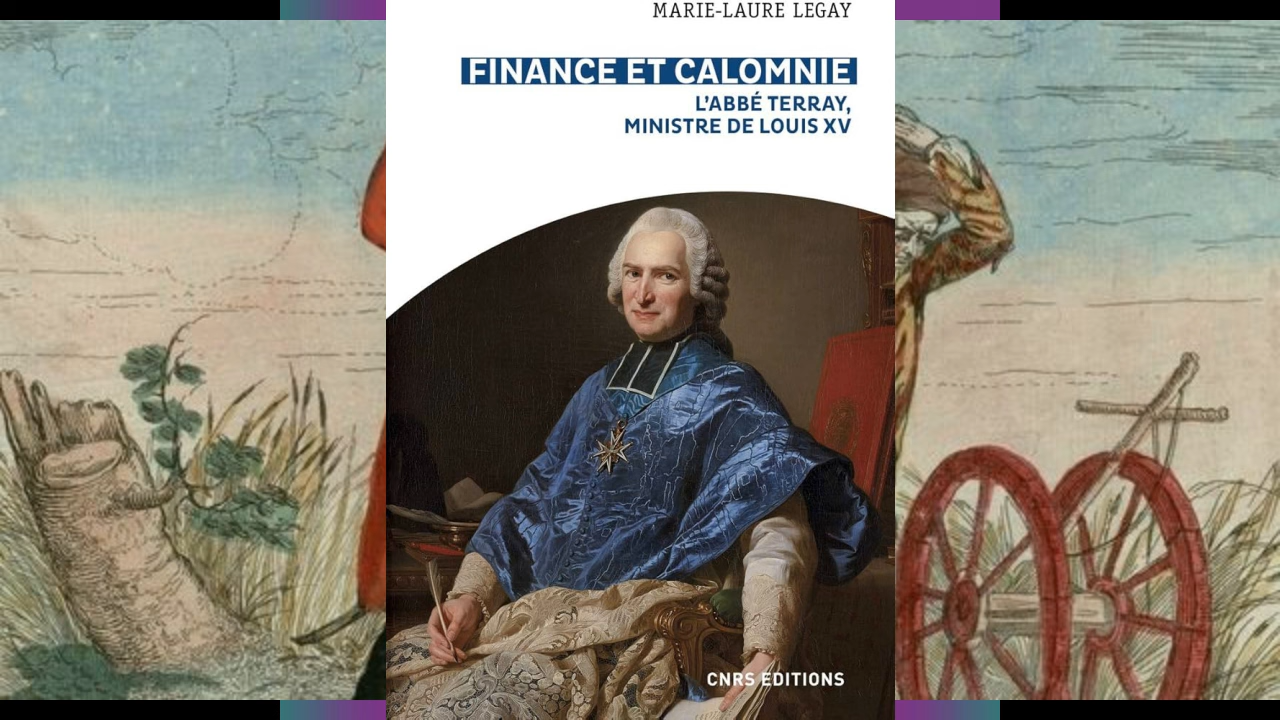 MARIE-LAURE LEGAY
FINANCE ET CALOMNIE
L'ABBÉ TERRAY,
MINISTRE DE LOUIS XV
CNRS EDITIONS